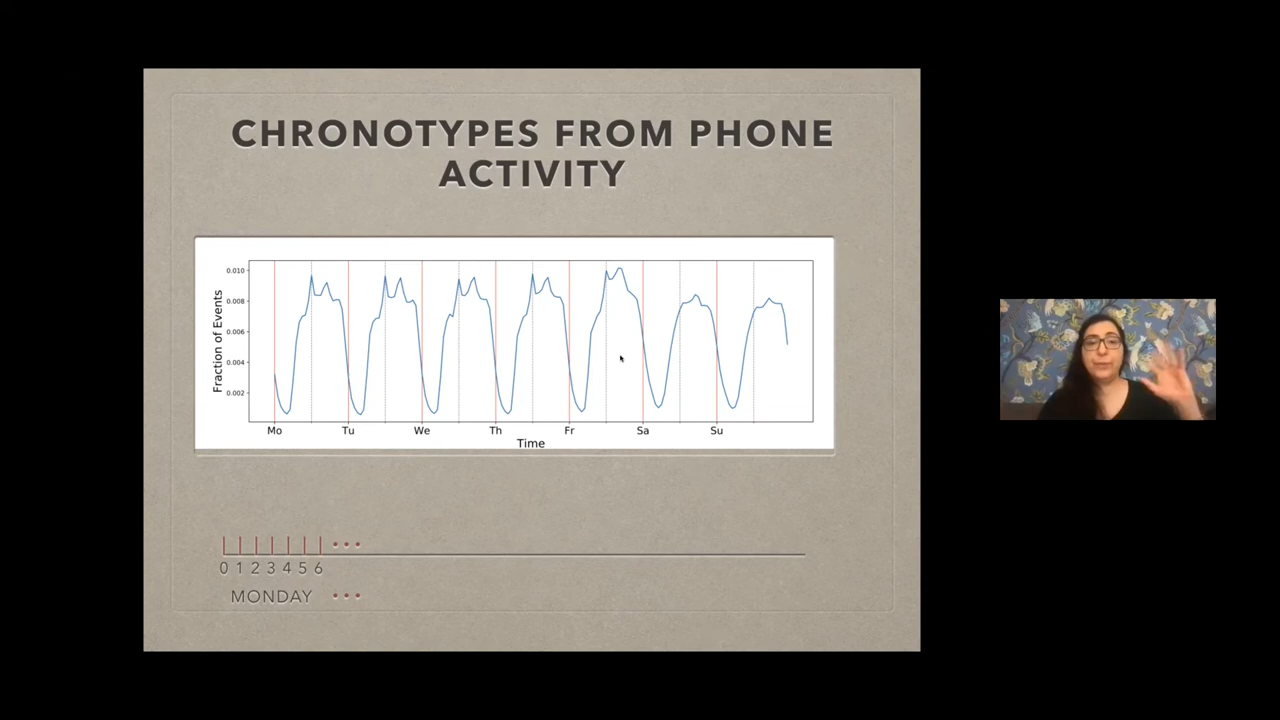 CHRONOTYPES FROM PHONE
ACTIVITY
Fraction of Events
0.010
0.008
0.006
0.004
0.002
Mo Tu We Th Fr Sa Su
Time
0 1 2 3 4 5 6
MONDAY